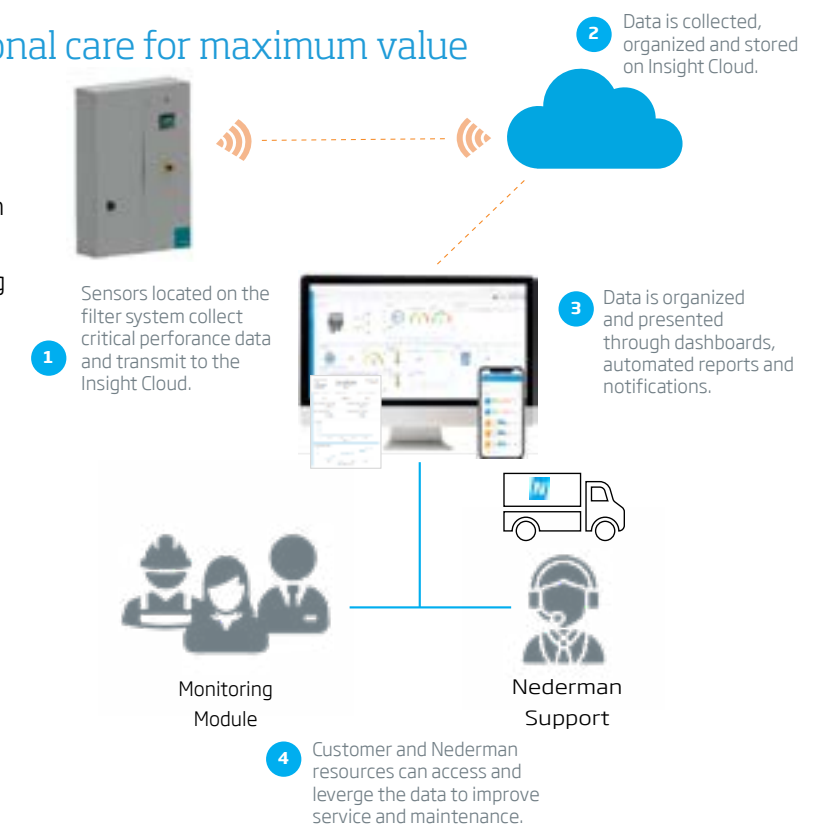 onal care for maximum value
2
Data is collected,
organized and stored
on Insight Cloud.
Sensors located on the
filter system collect
critical perforance data
and transmit to the
Insight Cloud.
1
3
Data is organized
and presented
through dashboards,
automated reports and
notifications.
N
Monitoring
Module
Nederman
Support
4
Customer and Nederman
resources can access and
leverge the data to improve
service and maintenance.